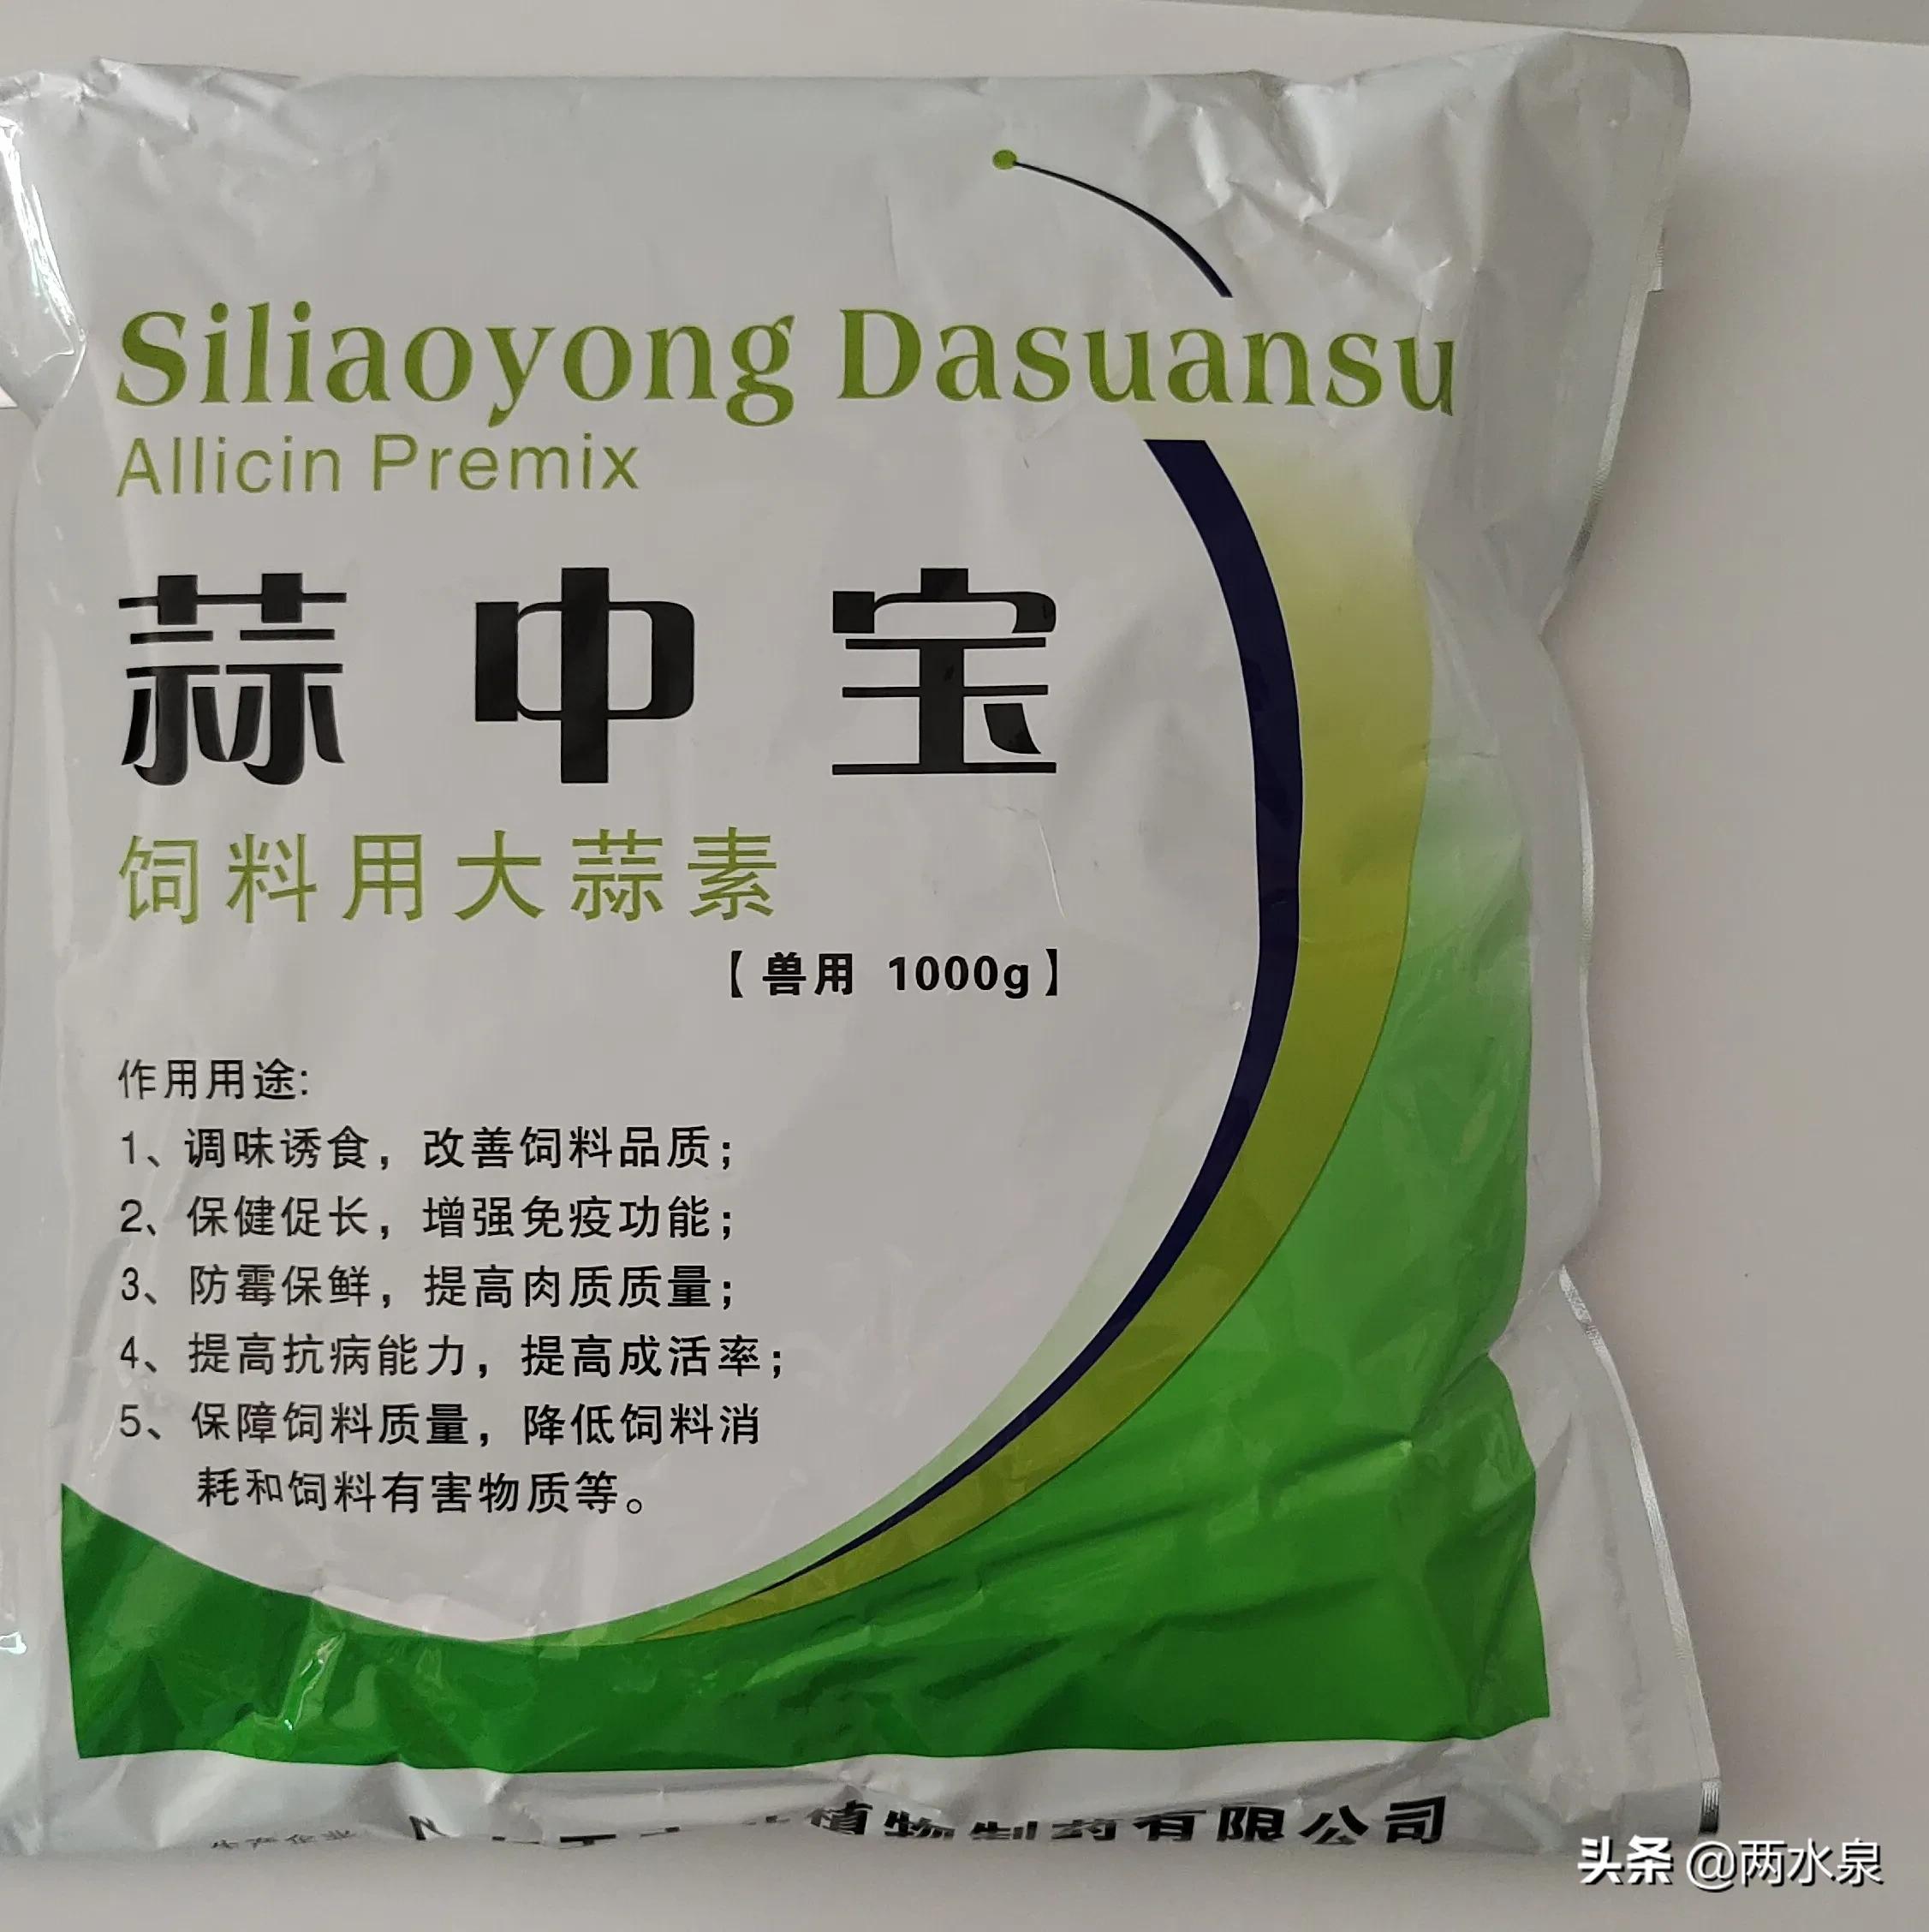 Siliaoyong Dasuansu
Allicin Premix
蒜中宝
饲料用大蒜素
【兽用 1000g】
作用用途:
1、调味诱食，改善饲料品质；
2、保健促长，增强免疫功能；
3、防霉保鲜，提高肉质质量；
4、提高抗病能力，提高成活率；
5、保障饲料质量，降低饲料消
耗和饲料有害物质等。
生产企业
植物制药有限公司
头条 @两水泉